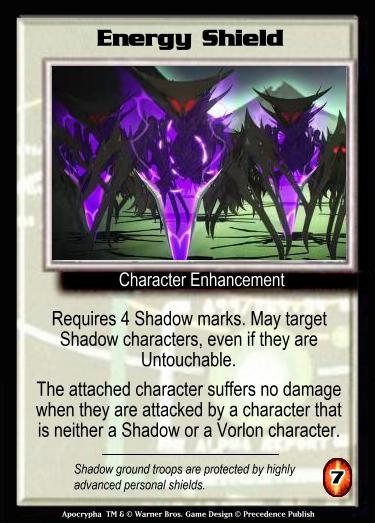 Energy Shield
Character Enhancement
Requires 4 Shadow marks. May target
Shadow characters, even if they are
Untouchable.
The attached character suffers no damage
when they are attacked by a character that
is neither a Shadow or a Vorlon character.
Shadow ground troops are protected by highly
advanced personal shields.
7
Apocrypha TM & © Warner Bros. Game Design © Precedence Publish